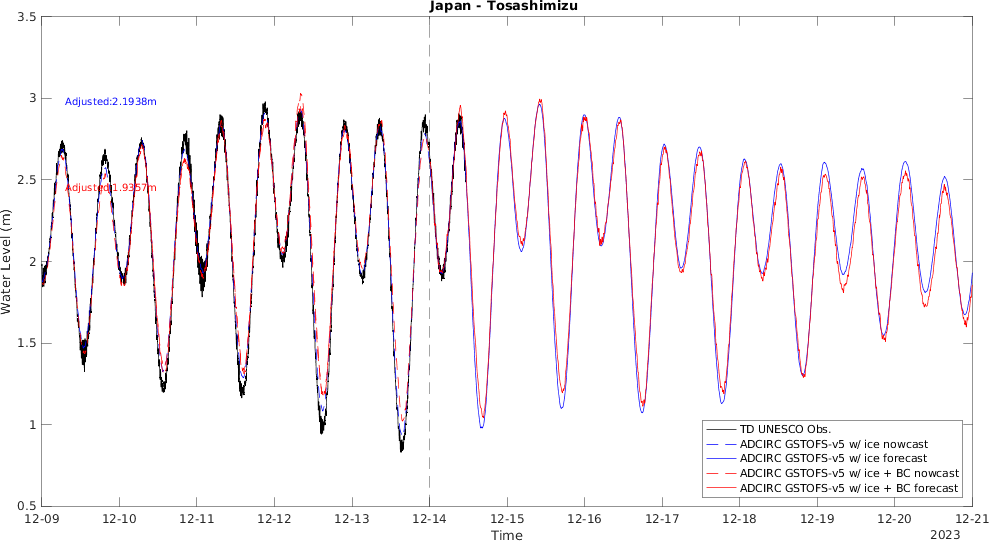 Japan - Tosashimizu
3.5
3
2.5
2
1.5
1
0.5
Water Level (m)
Adjusted:2.1938m
Adjusted:1.9357m
TD UNESCO Obs.
ADCIRC GSTOFS-v5 w/ ice nowcast
ADCIRC GSTOFS-v5 w/ ice forecast
ADCIRC GSTOFS-v5 w/ ice + BC nowcast
ADCIRC GSTOFS-v5 w/ ice + BC forecast
12-09 12-10 12-11 12-12 12-13 12-14 12-15 12-16 12-17 12-18 12-19 12-20 12-21
Time
2023